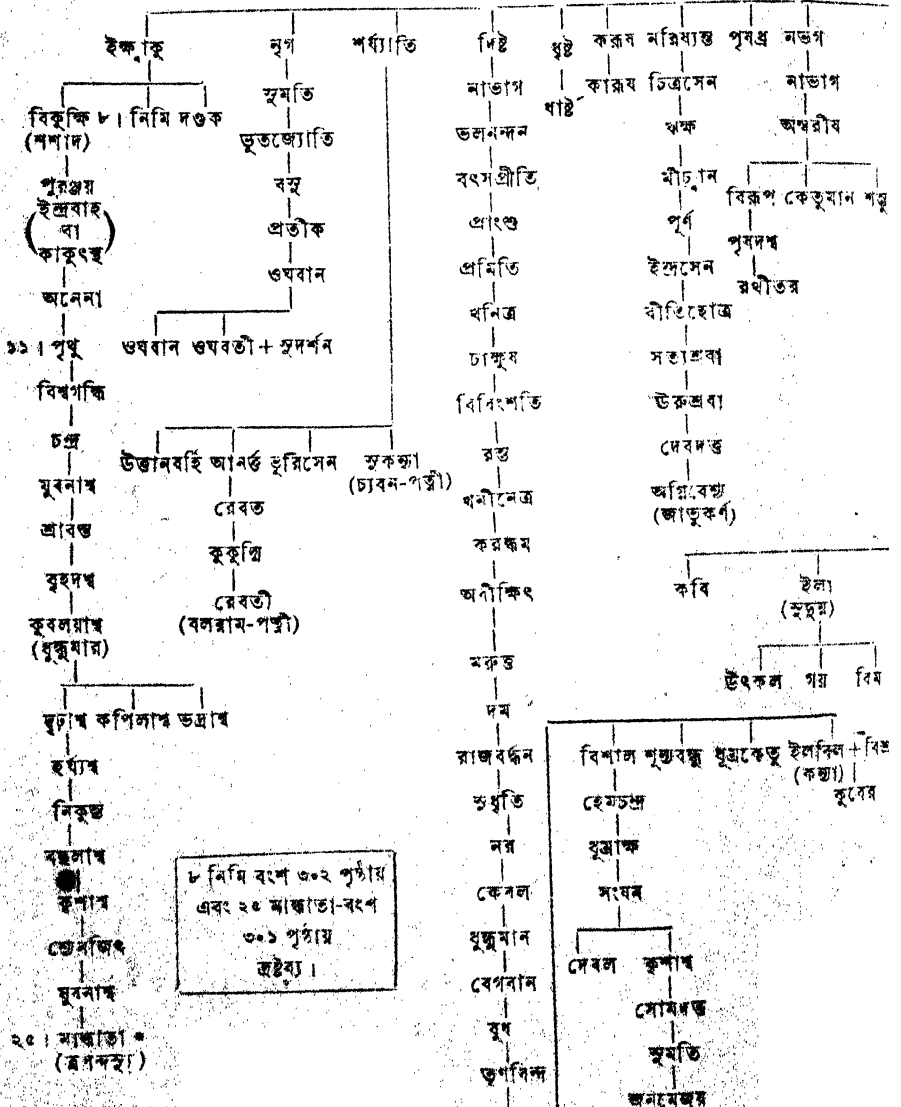 ইক্ষ্বাকু নৃগ শর্য্যাতি দিষ্ট ধৃষ্ট করূষ নরিষ্যন্ত পৃষধ্র নভগ
সুমতি নাভাগ ধার্ষ্ট কারূষ চিত্রসেন নাভাগ
বিকুক্ষি ৮। নিমি দণ্ডক
(শশাদ)
ভূতজ্যোতি ভলনন্দন ঋক্ষ অম্বরীষ
পুরঞ্জয় বসু বৎসপ্রীতি মীঢ়্বান
ইন্দ্রবাহ বিরূপ কেতুমান শম্ভু
বা প্রতীক প্রাংশু পূর্ণ
কাকুৎস্থ পৃষদশ্ব
ওঘবান প্রমিতি ইন্দ্রসেন
রথীতর
অনেনা খনিত্র বীতিহোত্র
১১। পৃথু ওঘবান ওঘবতী + সুদর্শন চাক্ষুষ সত্যশ্রবা
বিশ্বগন্ধি বিবিংশতি ঊরুশ্রবা
চন্দ্র উত্তানবর্হি আনর্ত্ত ভূরিসেন সুকন্যা রম্ভ দেবদত্ত
(চ্যবন-পত্নী)
যুবনাশ্ব রেবত খনীনেত্র অগ্নিবেশ্য
(জাতুকর্ণ)
শ্রাবস্ত কুকুদ্মি করন্ধম
বৃহদশ্ব রেবতী অবীক্ষিৎ কবি ইলা
(বলরাম-পত্নী) (সুদ্যুম্ন)
কুবলয়াশ্ব
(ধুন্ধুমার)
মরুত্ত উৎকল গয় বিম
দৃঢ়াশ্ব কপিলাশ্ব ভদ্রাশ্ব দম
হর্য্যশ্ব রাজবর্দ্ধন বিশাল শূন্যবন্ধু ধূম্রকেতু ইলবিল + বিশ্র
(কন্যা)
কুবের
নিকুম্ভ সুধৃতি হেমচন্দ্র
নর ধূম্রাক্ষ
কৃশাশ্ব কেবল সংযম
৮ নিমি বংশ ৩০২ পৃষ্ঠায়
এবং ২৫ মান্ধাতা-বংশ
৩০১ পৃষ্ঠায়
দ্রষ্টব্য।
সেনজিৎ ধুন্ধুমান
দেবল কৃশাশ্ব
যুবনাশ্ব বেগবান
সোমদত্ত
২৫। মান্ধাতা * বুধ
(ত্রসদস্যু) সুমতি
তৃণবিন্দ
জনমেজয়